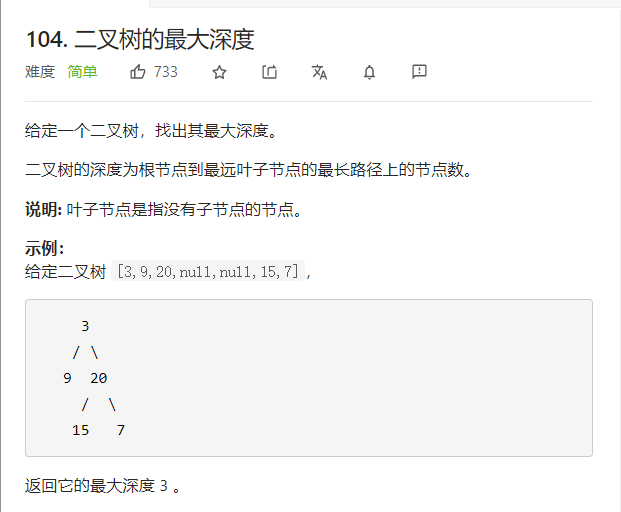 104. 二叉树的最大深度
难度 简单 733
给定一个二叉树，找出其最大深度。
二叉树的深度为根节点到最远叶子节点的最长路径上的节点数。
说明: 叶子节点是指没有子节点的节点。
示例：
给定二叉树 [3,9,20,null,null,15,7]，
3
/ \
9 20
/ \
15 7
返回它的最大深度 3 。